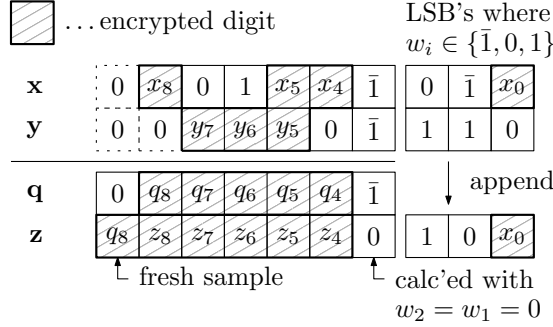 ... encrypted digit
LSB's where
w_i ∈ {1̄, 0, 1}
x 0 x_8 0 1 x_5 x_4 1̄ 0 1̄ x_0
y 0 0 y_7 y_6 y_5 0 1̄ 1 1 0
append
q 0 q_8 q_7 q_6 q_5 q_4 1̄
z q_8 z_8 z_7 z_6 z_5 z_4 0 1 0 x_0
fresh sample
calc'ed with
w_2 = w_1 = 0